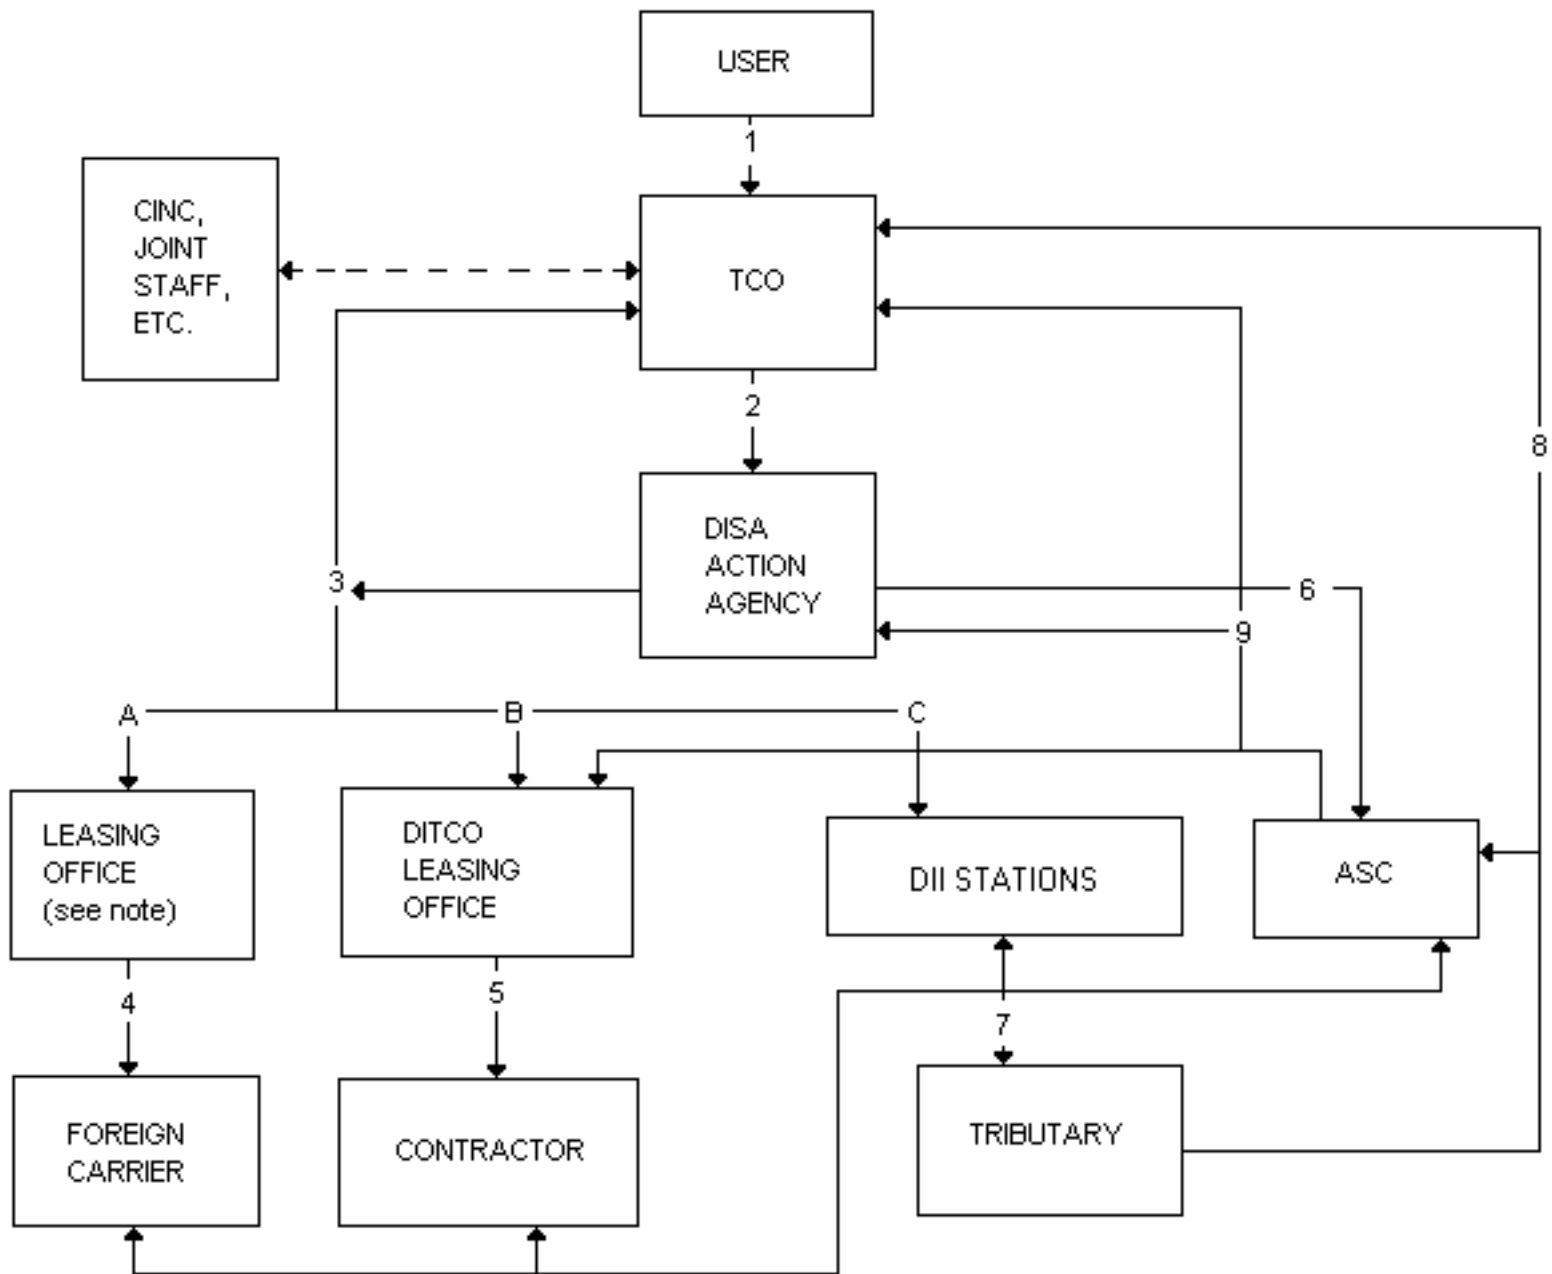 USER
1
CINC,
JOINT
STAFF,
ETC.
TCO
2
8
DISA
ACTION
AGENCY
3
6
9
A
B
C
LEASING
OFFICE
(see note)
DITCO
LEASING
OFFICE
DII STATIONS
ASC
4
5
7
FOREIGN
CARRIER
CONTRACTOR
TRIBUTARY